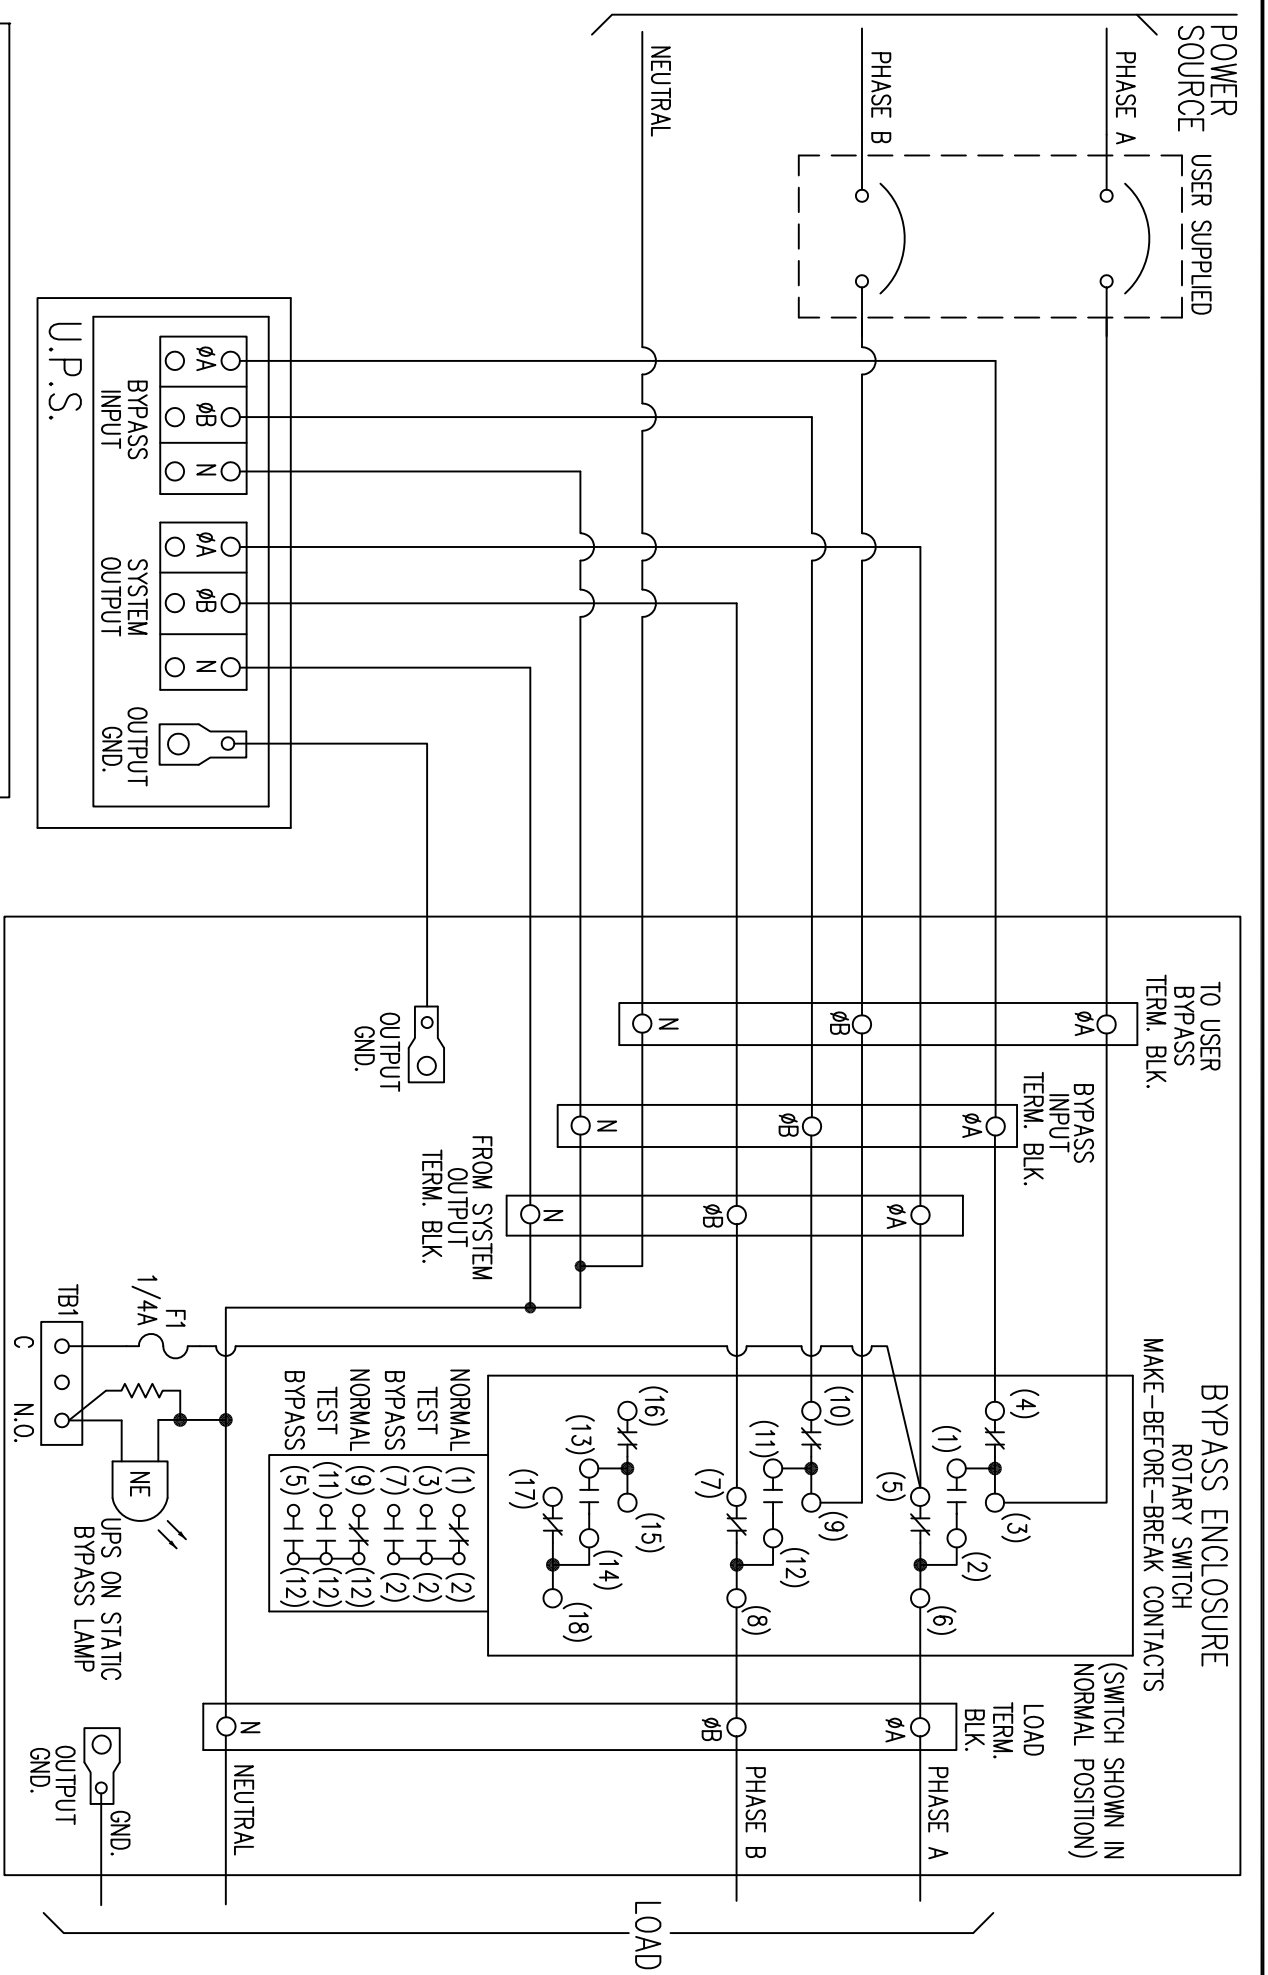 POWER
SOURCE
PHASE A
PHASE B
NEUTRAL
USER SUPPLIED
U.P.S.
øA
øB
N
BYPASS
INPUT
øA
øB
N
SYSTEM
OUTPUT
OUTPUT
GND.
BYPASS ENCLOSURE
ROTARY SWITCH
MAKE-BEFORE-BREAK CONTACTS
(SWITCH SHOWN IN
NORMAL POSITION)
TO USER
BYPASS
TERM. BLK.
øA
øB
N
BYPASS
INPUT
TERM. BLK.
øA
øB
N
FROM SYSTEM
OUTPUT
TERM. BLK.
øA
øB
N
OUTPUT
GND.
(4)
(3)
(1)
(2)
(5)
(6)
(10)
(9)
(11)
(12)
(7)
(8)
(16)
(15)
(13)
(14)
(17)
(18)
NORMAL (1) (2)
TEST (3) (2)
BYPASS (7) (2)
NORMAL (9) (12)
TEST (11) (12)
BYPASS (5) (12)
F1
1/4A
TB1
C
N.O.
NE
UPS ON STATIC
BYPASS LAMP
LOAD
TERM.
BLK.
øA
øB
N
PHASE A
PHASE B
NEUTRAL
GND.
OUTPUT
GND.
LOAD